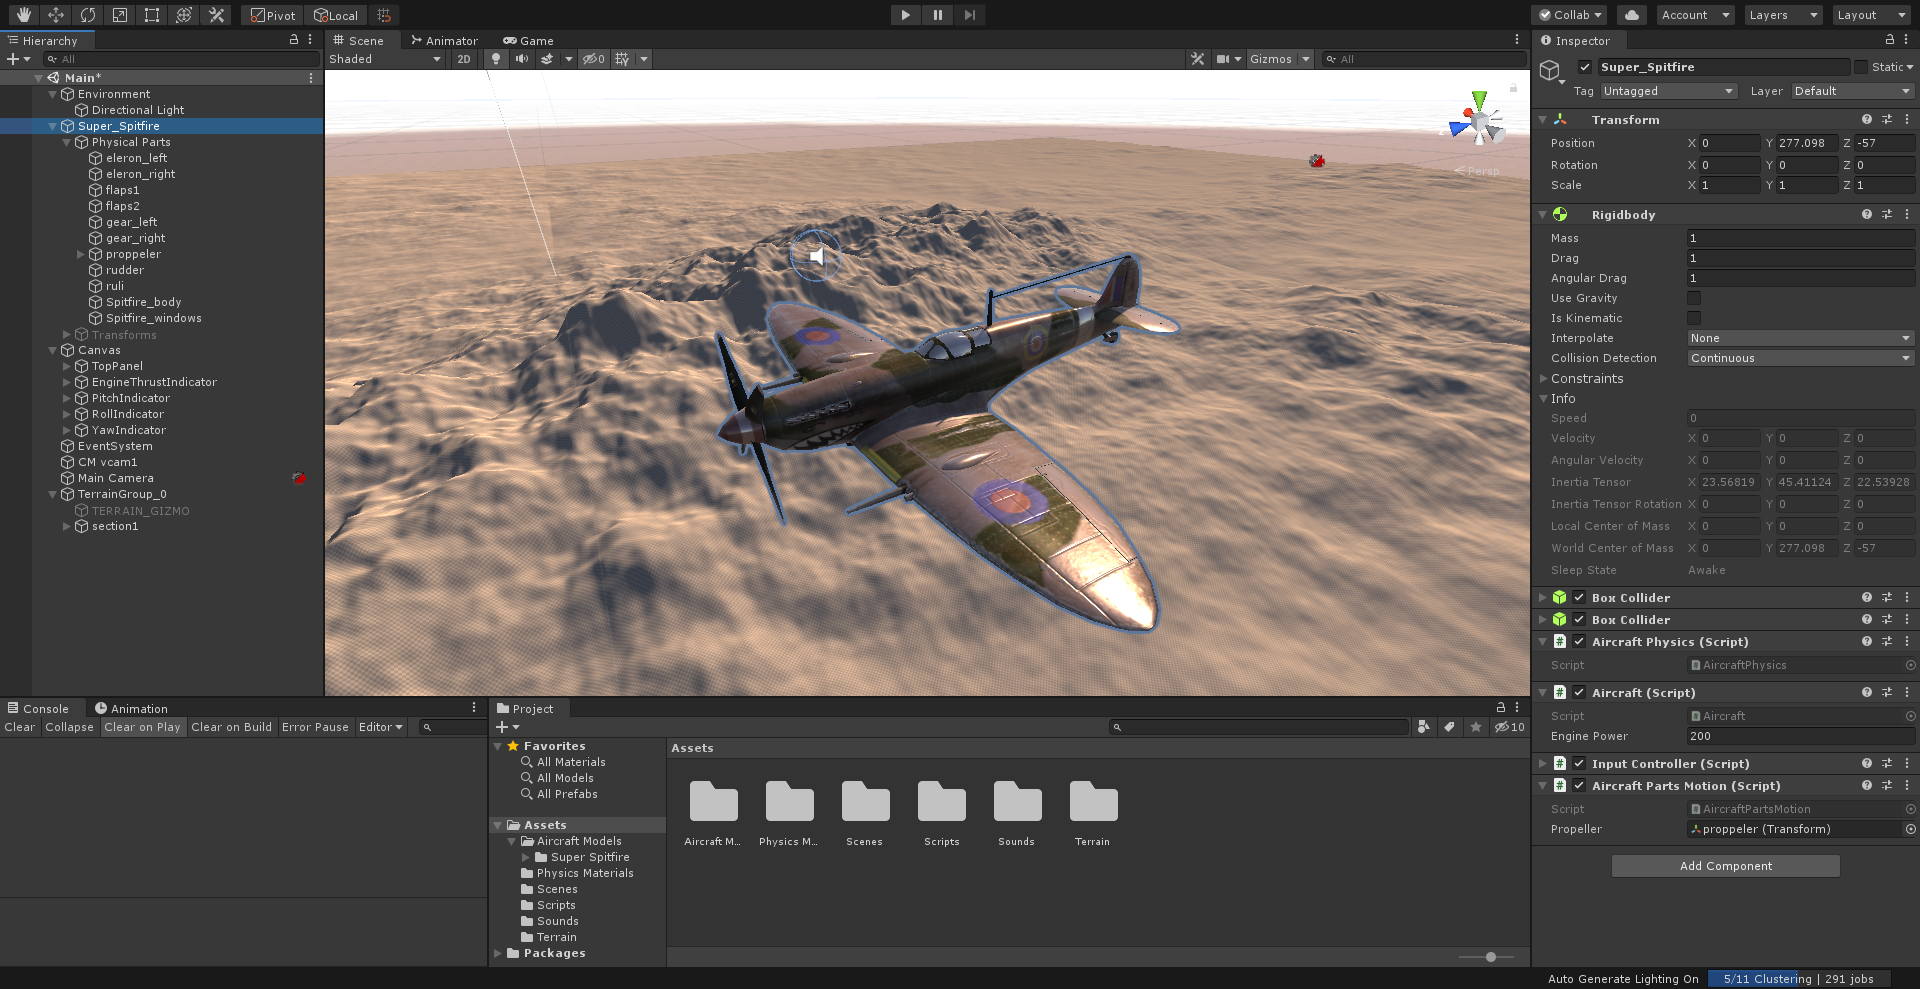 Pivot Local Collab Account Layers Layout
Hierarchy
All
Main*
Environment
Directional Light
Super_Spitfire
Physical Parts
eleron_left
eleron_right
flaps1
flaps2
gear_left
gear_right
proppeler
rudder
ruli
Spitfire_body
Spitfire_windows
Transforms
Canvas
TopPanel
EngineThrustIndicator
PitchIndicator
RollIndicator
YawIndicator
EventSystem
CM vcam1
Main Camera
TerrainGroup_0
TERRAIN_GIZMO
section1
Scene Animator Game
Shaded 2D 0 Gizmos All
Persp
Inspector
Super_Spitfire Static
Tag Untagged Layer Default
Transform
Position X 0 Y 277.098 Z -57
Rotation X 0 Y 0 Z 0
Scale X 1 Y 1 Z 1
Rigidbody
Mass 1
Drag 1
Angular Drag 1
Use Gravity
Is Kinematic
Interpolate None
Collision Detection Continuous
Constraints
Info
Speed 0
Velocity X 0 Y 0 Z 0
Angular Velocity X 0 Y 0 Z 0
Inertia Tensor X 23.56819 Y 45.41124 Z 22.53928
Inertia Tensor Rotation X 0 Y 0 Z 0
Local Center of Mass X 0 Y 0 Z 0
World Center of Mass X 0 Y 277.098 Z -57
Sleep State Awake
Box Collider
Box Collider
Aircraft Physics (Script)
Script AircraftPhysics
Aircraft (Script)
Script Aircraft
Engine Power 200
Input Controller (Script)
Aircraft Parts Motion (Script)
Script AircraftPartsMotion
Propeller proppeler (Transform)
Add Component
Console Animation
Clear Collapse Clear on Play Clear on Build Error Pause Editor
Project
10
Favorites
All Materials
All Models
All Prefabs
Assets
Aircraft Models
Super Spitfire
Physics Materials
Scenes
Scripts
Sounds
Terrain
Packages
Assets
Aircraft M... Physics M... Scenes Scripts Sounds Terrain
Auto Generate Lighting On 5/11 Clustering | 291 jobs